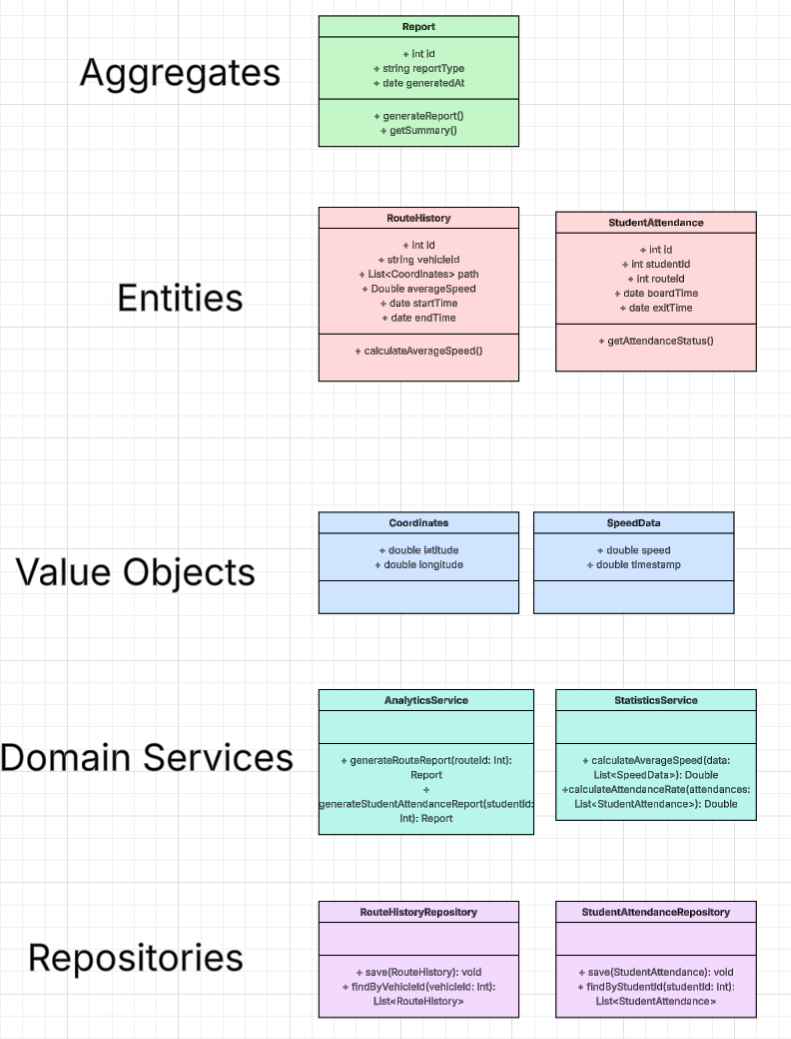 Aggregates
Report
+ int id
+ string reportType
+ date generatedAt
+ generateReport()
+ getSummary()
Entities
RouteHistory
+ int id
+ string vehicleId
+ List<Coordinates> path
+ Double averageSpeed
+ date startTime
+ date endTime
+ calculateAverageSpeed()
StudentAttendance
+ int id
+ int studentId
+ int routeId
+ date boardTime
+ date exitTime
+ getAttendanceStatus()
Value Objects
Coordinates
+ double latitude
+ double longitude
SpeedData
+ double speed
+ double timestamp
Domain Services
AnalyticsService
+ generateRouteReport(routeId: Int):
Report
+
generateStudentAttendanceReport(studentId:
Int): Report
StatisticsService
+ calculateAverageSpeed(data:
List<SpeedData>): Double
+calculateAttendanceRate(attendances:
List<StudentAttendance>): Double
Repositories
RouteHistoryRepository
+ save(RouteHistory): void
+ findByVehicleId(vehicleId: Int):
List<RouteHistory>
StudentAttendanceRepository
+ save(StudentAttendance): void
+ findByStudentId(studentId: Int):
List<StudentAttendance>